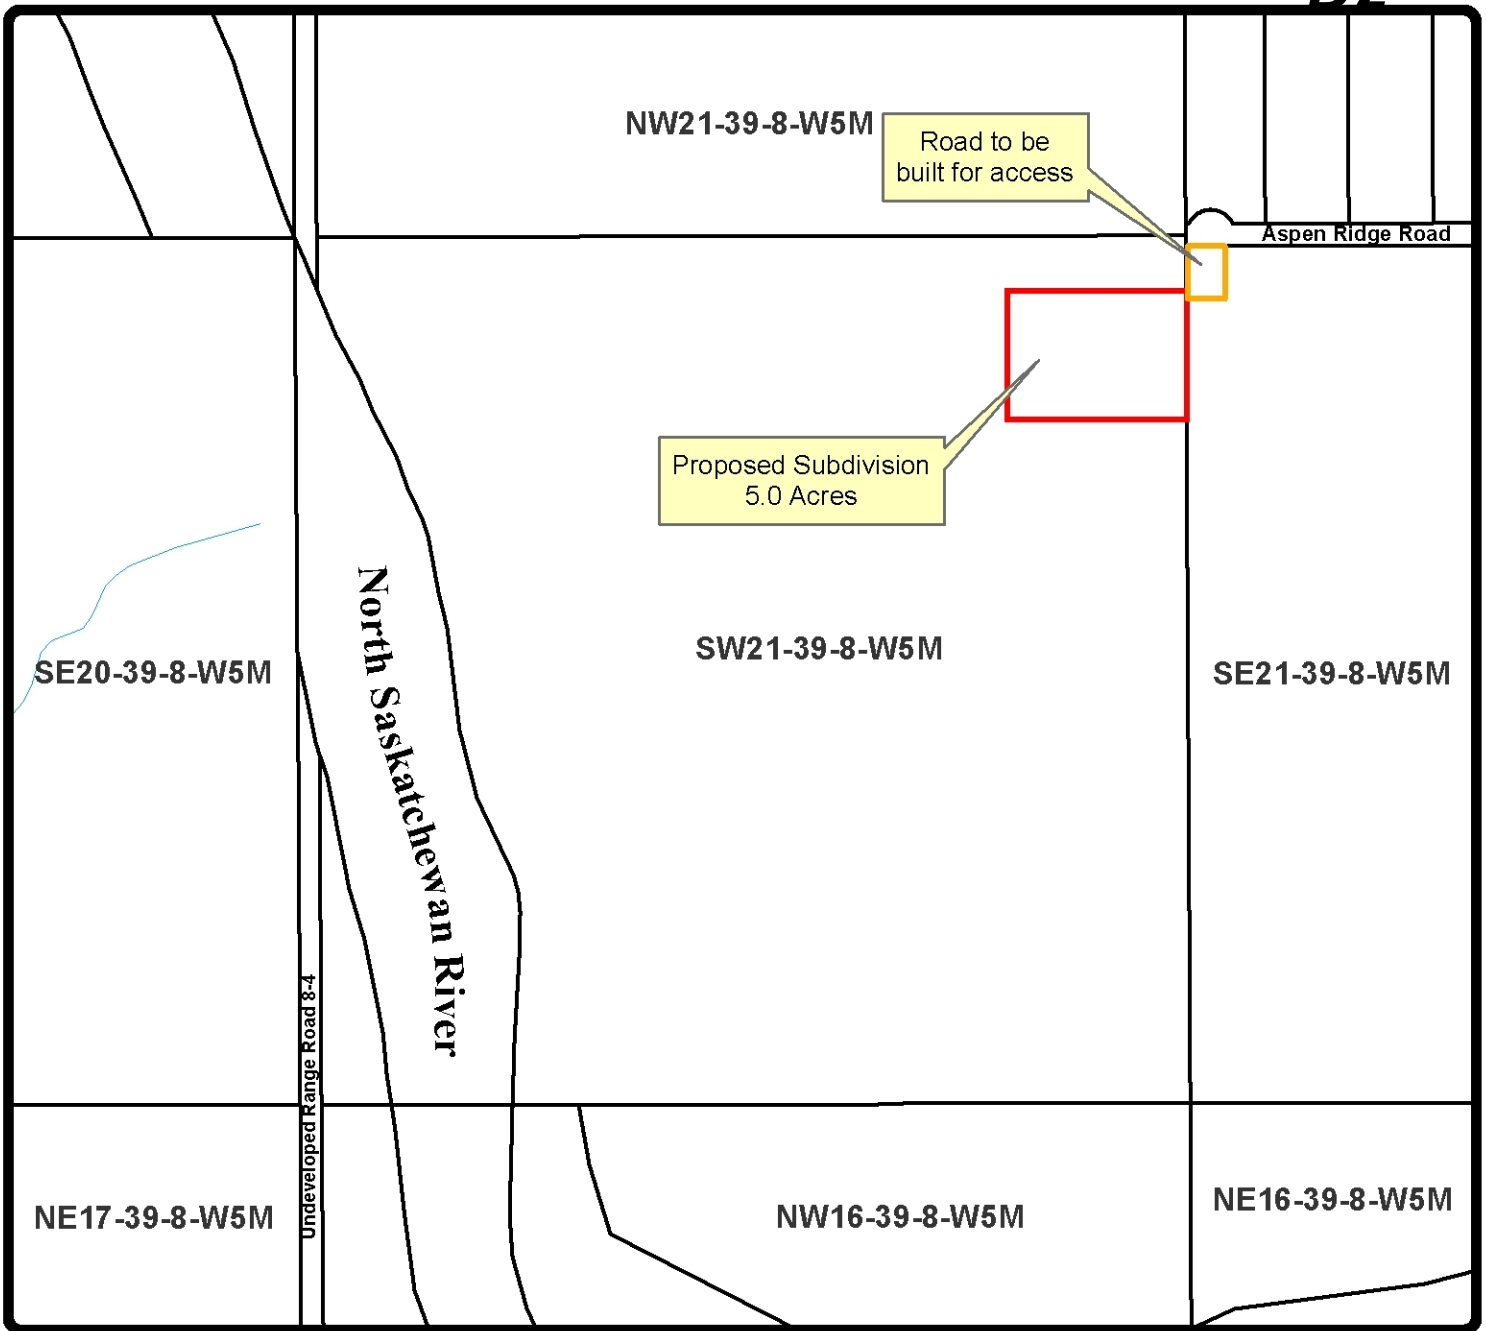 NW21-39-8-W5M
Road to be
built for access
Aspen Ridge Road
Proposed Subdivision
5.0 Acres
North Saskatchewan River
SW21-39-8-W5M
SE20-39-8-W5M
SE21-39-8-W5M
Undeveloped Range Road 8-4
NE17-39-8-W5M
NW16-39-8-W5M
NE16-39-8-W5M